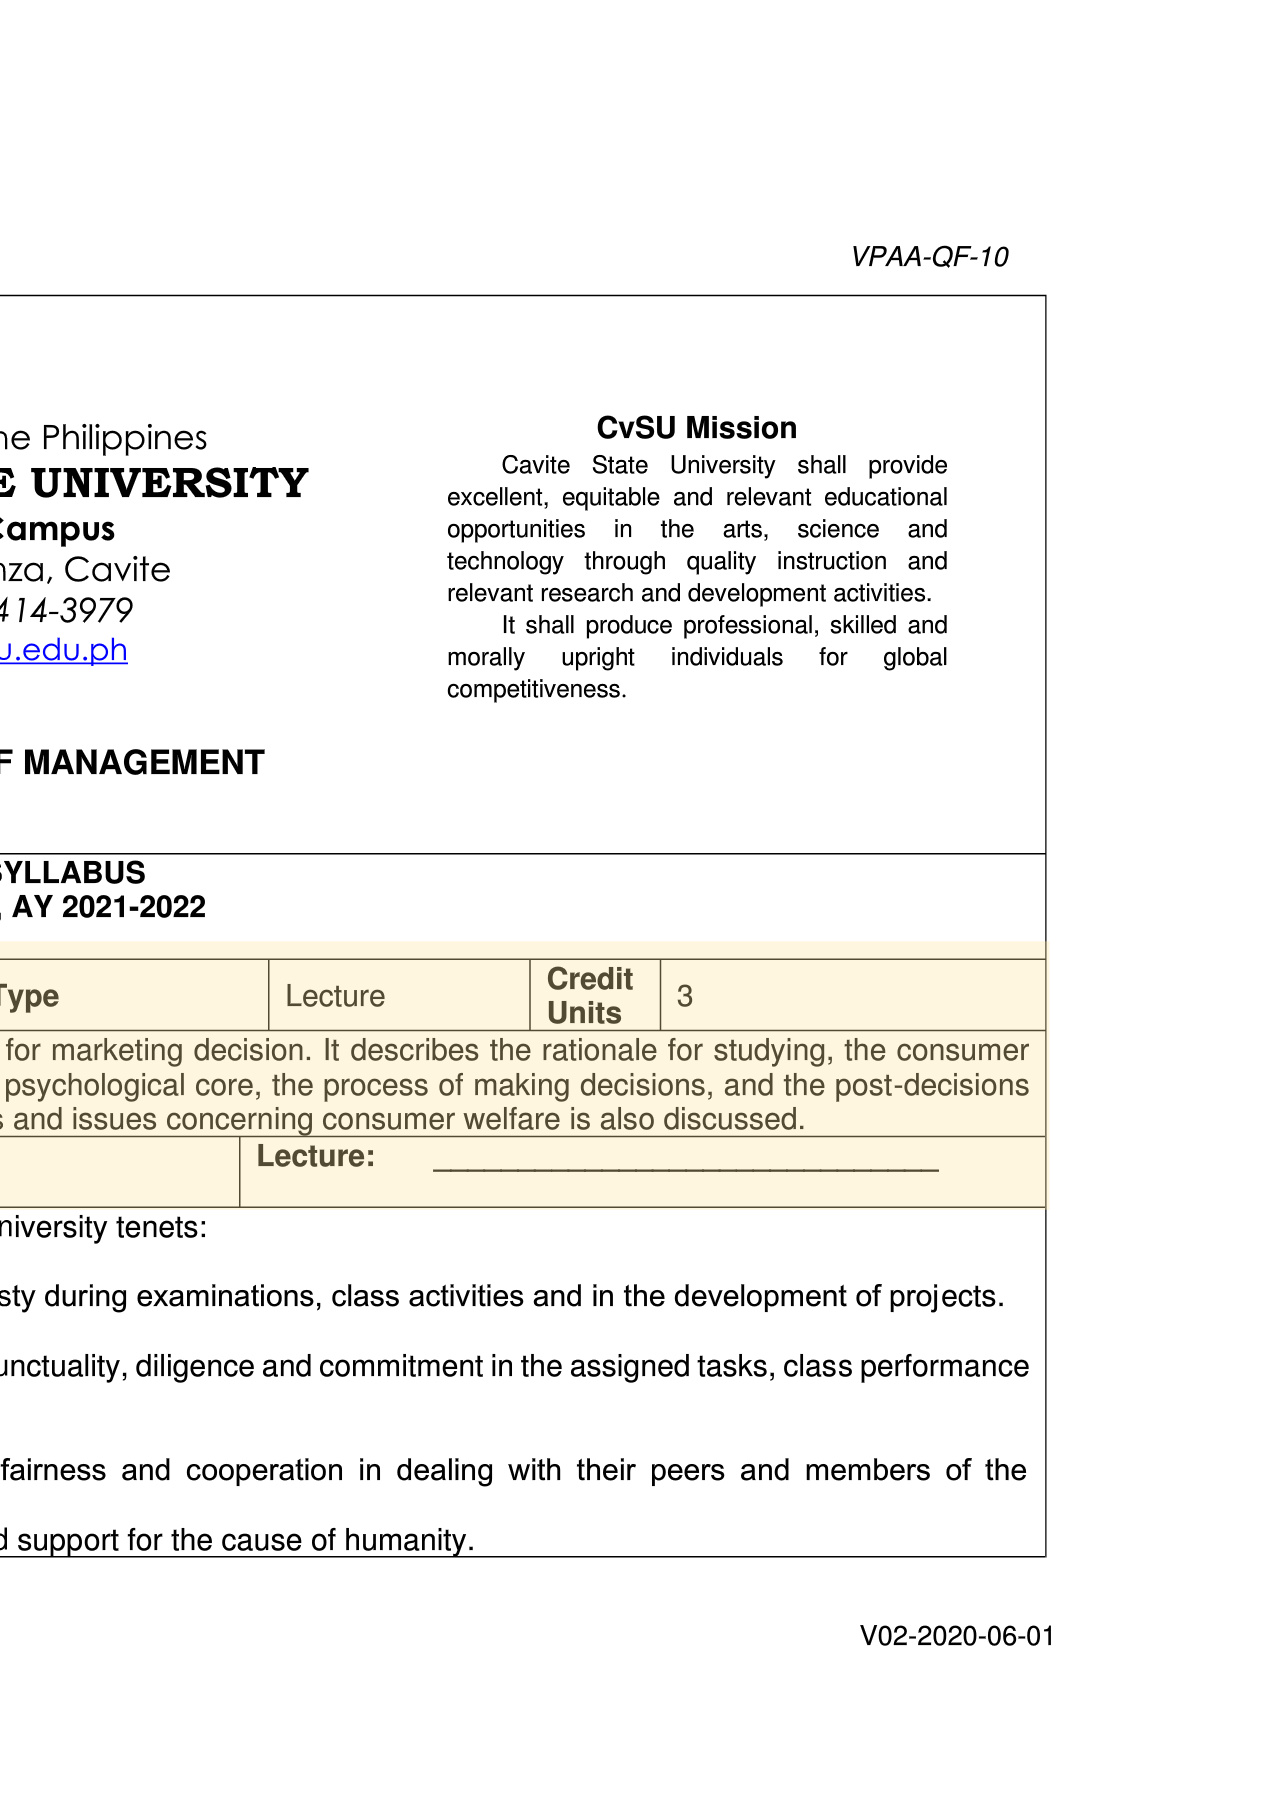 VPAA-QF-10
he Philippines
E UNIVERSITY
Campus
nza, Cavite
414-3979
u.edu.ph
F MANAGEMENT
CvSU Mission
Cavite State University shall provide
excellent, equitable and relevant educational
opportunities in the arts, science and
technology through quality instruction and
relevant research and development activities.
It shall produce professional, skilled and
morally upright individuals for global
competitiveness.
SYLLABUS
, AY 2021-2022
Type Lecture Credit Units 3
for marketing decision. It describes the rationale for studying, the consumer
psychological core, the process of making decisions, and the post-decisions
s and issues concerning consumer welfare is also discussed.
Lecture: ______________________________
niversity tenets:
sty during examinations, class activities and in the development of projects.
unctuality, diligence and commitment in the assigned tasks, class performance
fairness and cooperation in dealing with their peers and members of the
d support for the cause of humanity.
V02-2020-06-01